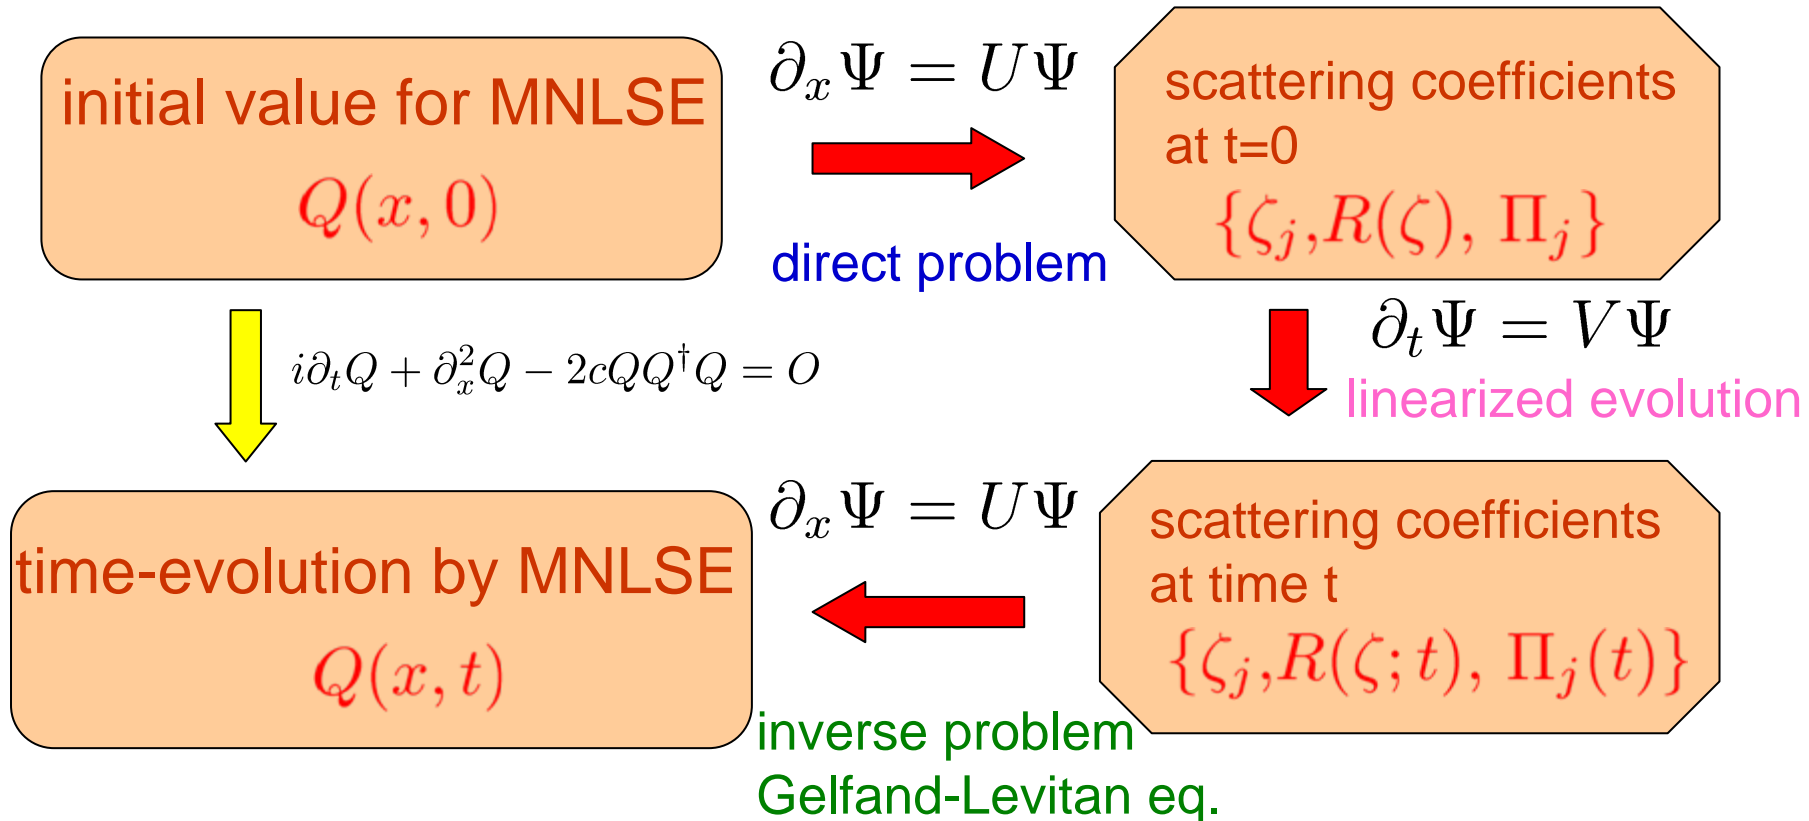 initial value for MNLSE
Q(x, 0)
∂ₓΨ = UΨ
direct problem
scattering coefficients
at t=0
{ζⱼ,R(ζ), Πⱼ}
i∂ₜQ + ∂ₓ²Q − 2cQQ†Q = O
∂ₜΨ = VΨ
linearized evolution
time-evolution by MNLSE
Q(x, t)
∂ₓΨ = UΨ
inverse problem
Gelfand-Levitan eq.
scattering coefficients
at time t
{ζⱼ,R(ζ; t), Πⱼ(t)}